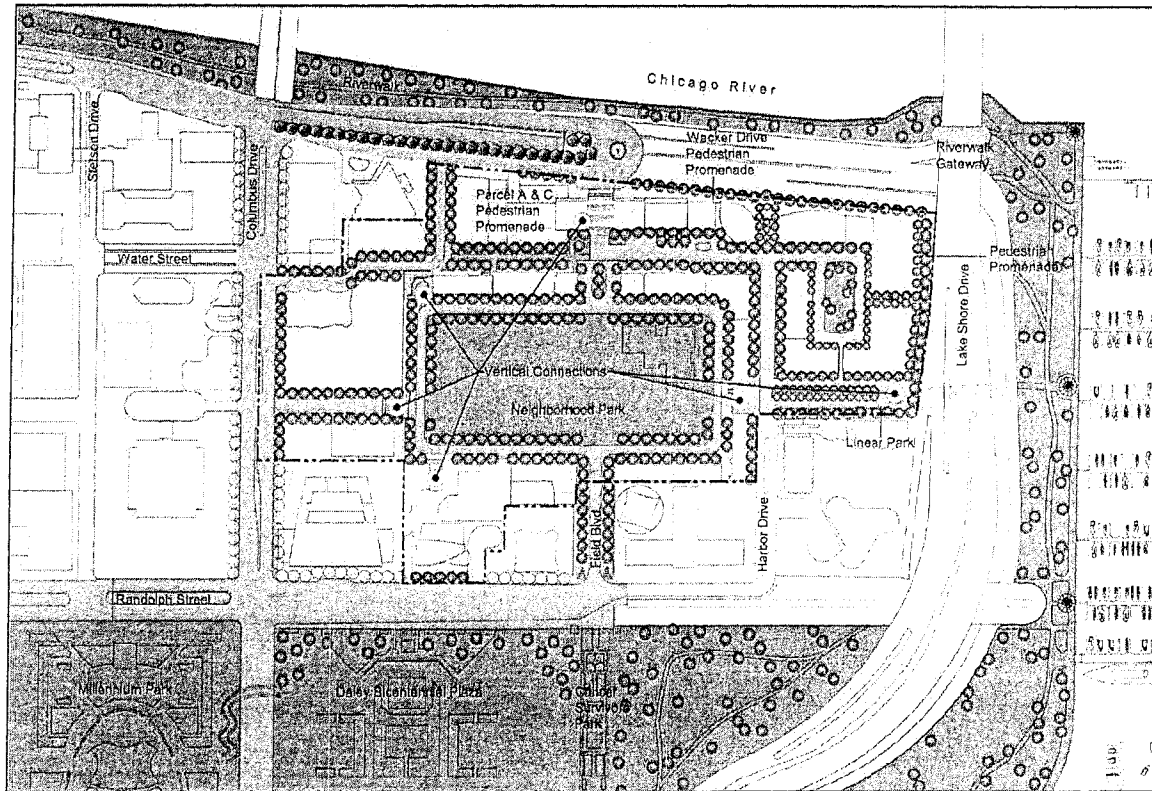 Chicago River
Riverwalk
Wacker Drive
Pedestrian
Promenade
Riverwalk
Gateway
Stetson Drive
Columbus Drive
Parcel A & C
Pedestrian
Promenade
Water Street
Pedestrian
Promenade
Lake Shore Drive
Vertical Connections
Neighborhood Park
Linear Park
Field Blvd.
Harbor Drive
Randolph Street
Millennium Park
Daley Bicentennial Plaza
Cancer
Survivors
Park